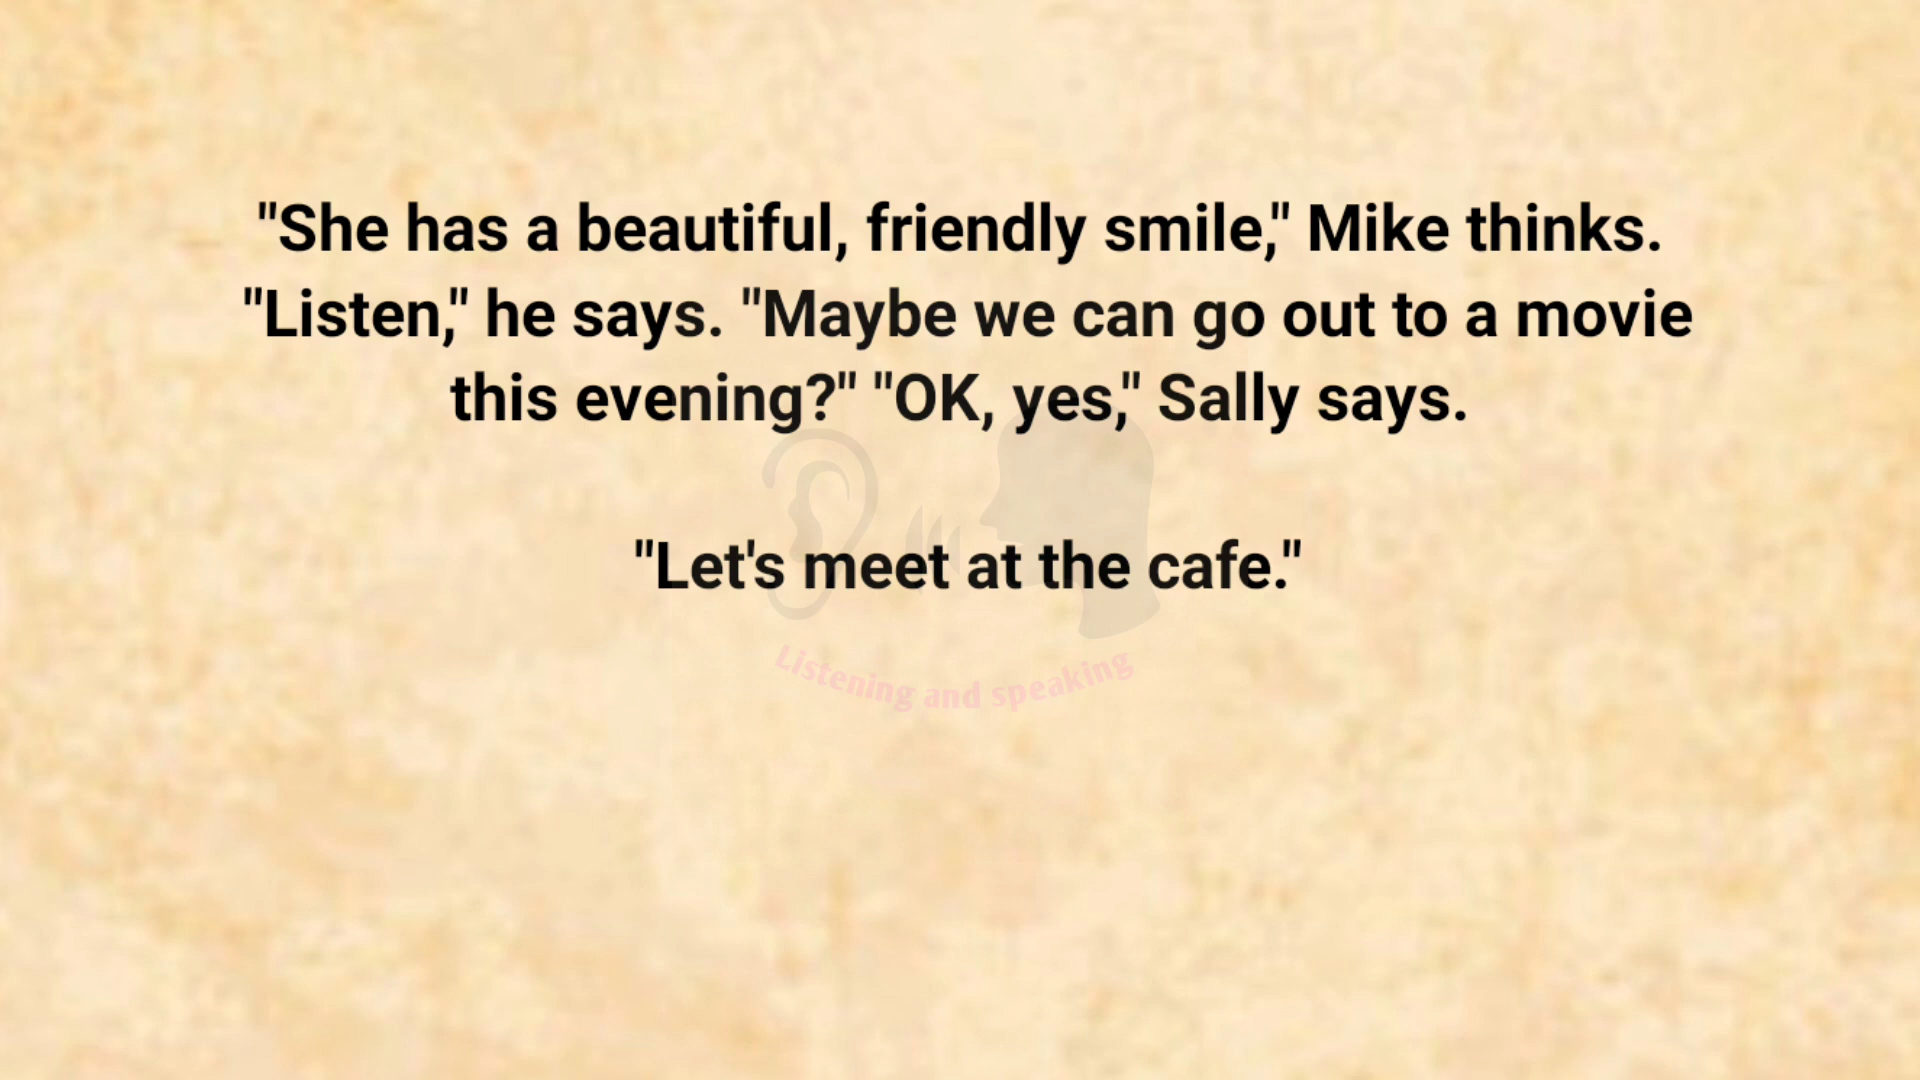 "She has a beautiful, friendly smile," Mike thinks.
"Listen," he says. "Maybe we can go out to a movie
this evening?" "OK, yes," Sally says.
"Let's meet at the cafe."
Listening and speaking